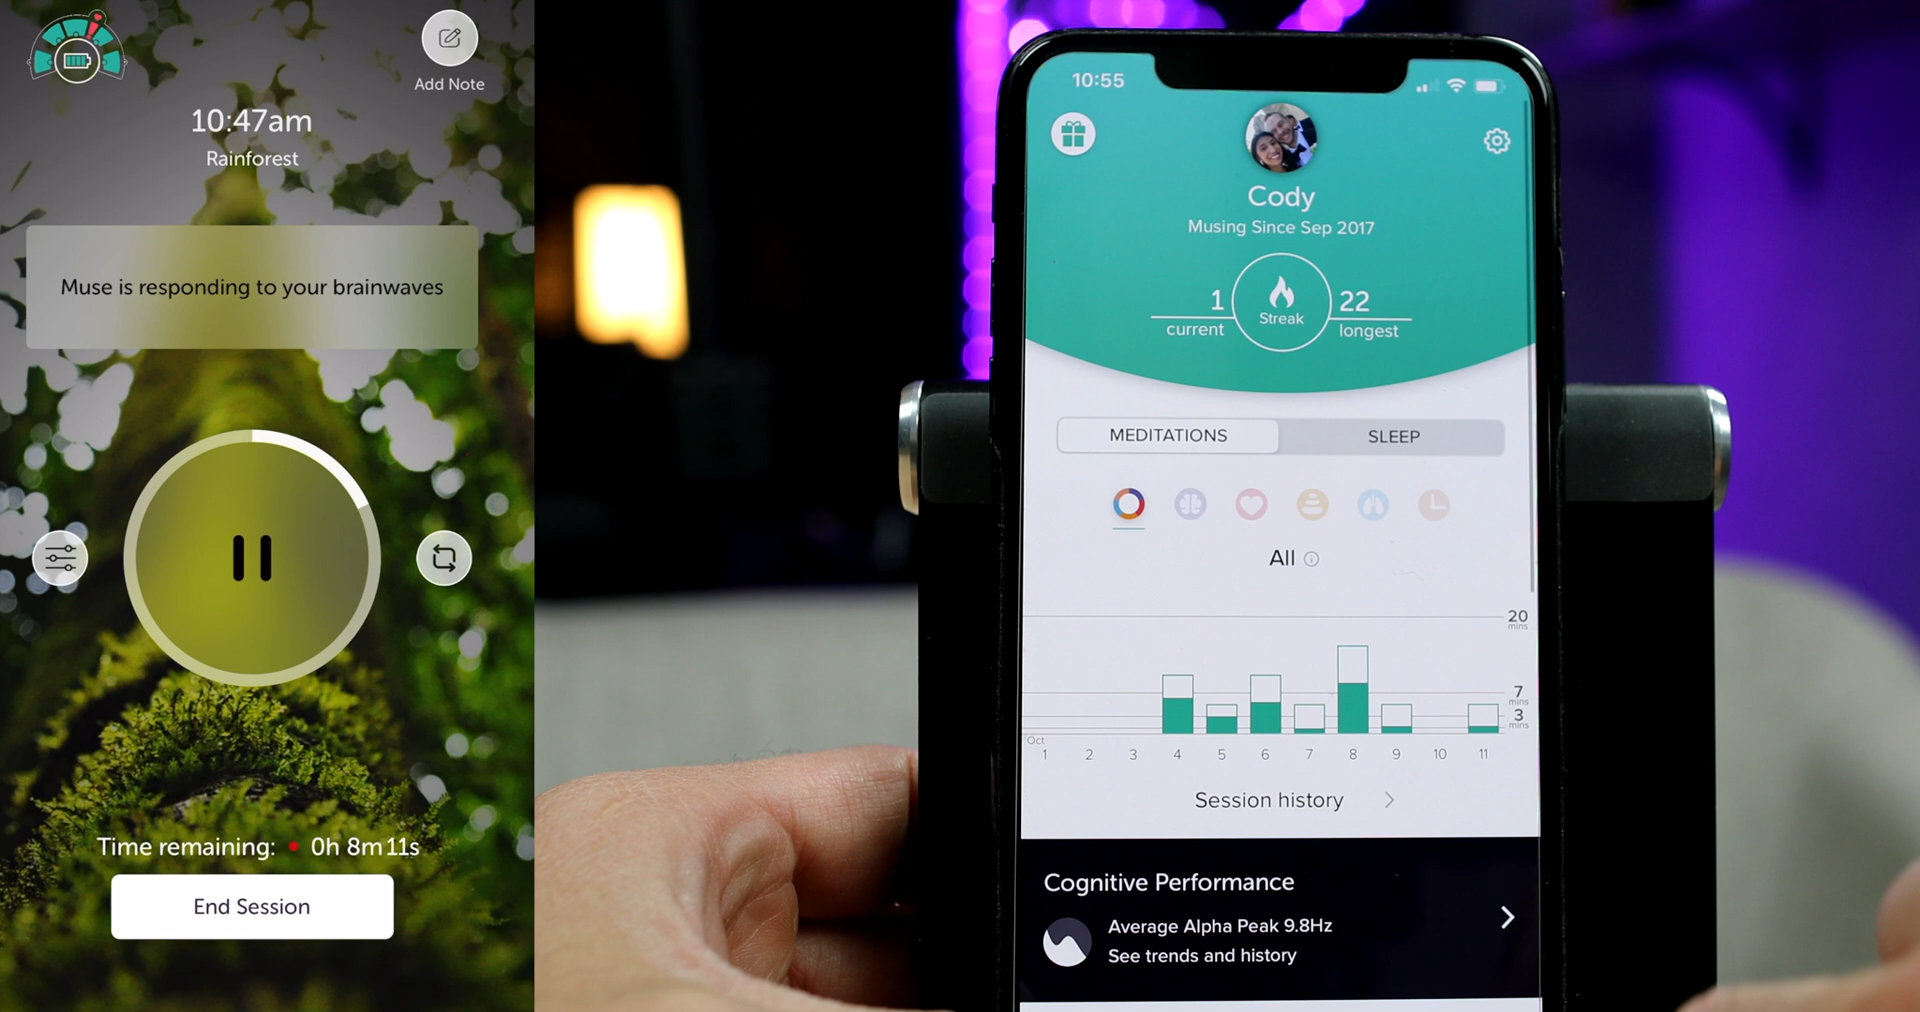 Add Note
10:47am
Rainforest
Muse is responding to your brainwaves
Time remaining: 0h 8m 11s
End Session
10:55
Cody
Musing Since Sep 2017
1
current
Streak
22
longest
MEDITATIONS
SLEEP
All
20
mins
7
mins
3
mins
Oct
1 2 3 4 5 6 7 8 9 10 11
Session history
Cognitive Performance
Average Alpha Peak 9.8Hz
See trends and history